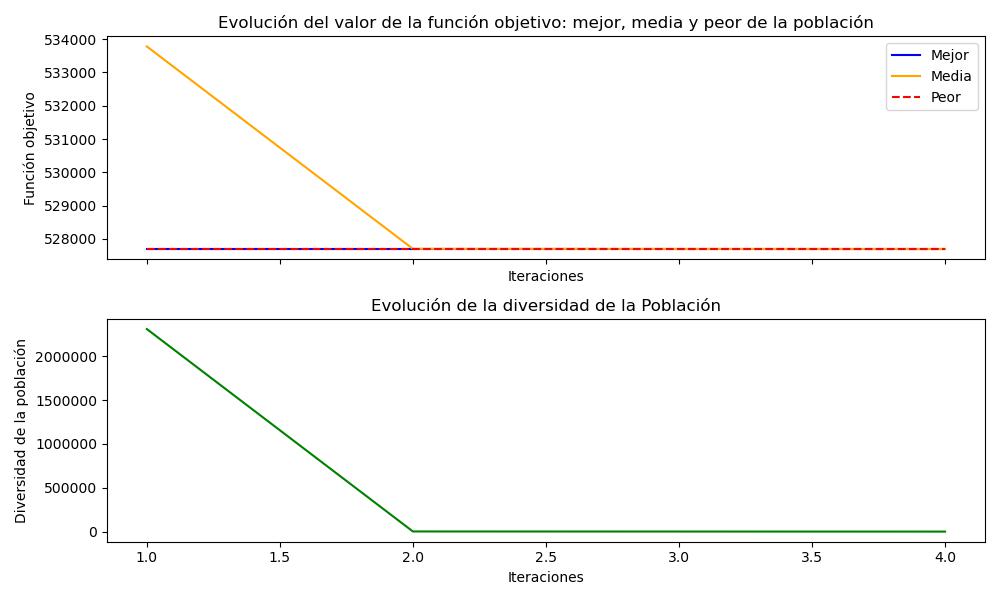 Evolución del valor de la función objetivo: mejor, media y peor de la población
534000
533000
532000
531000
530000
529000
528000
Función objetivo
Mejor
Media
Peor
Iteraciones
Evolución de la diversidad de la Población
2000000
1500000
1000000
500000
0
Diversidad de la población
1.0 1.5 2.0 2.5 3.0 3.5 4.0
Iteraciones